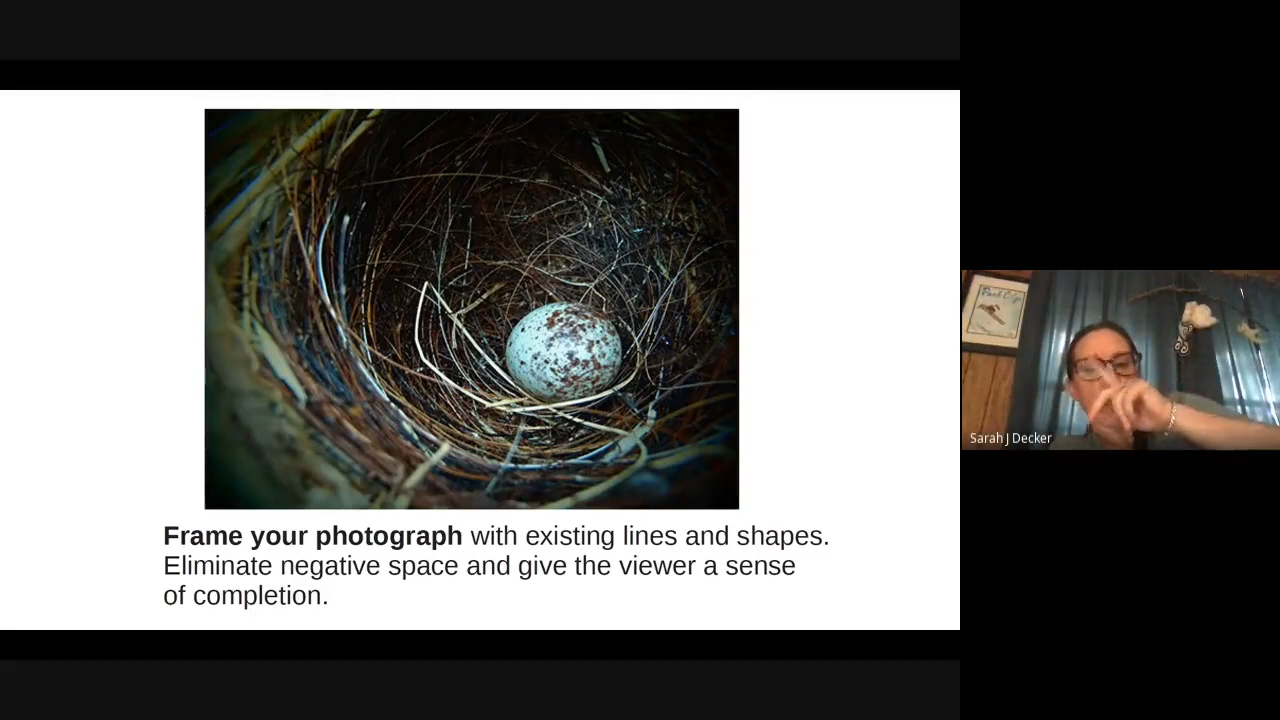 Frame your photograph with existing lines and shapes.
Eliminate negative space and give the viewer a sense
of completion.
Sarah J Decker